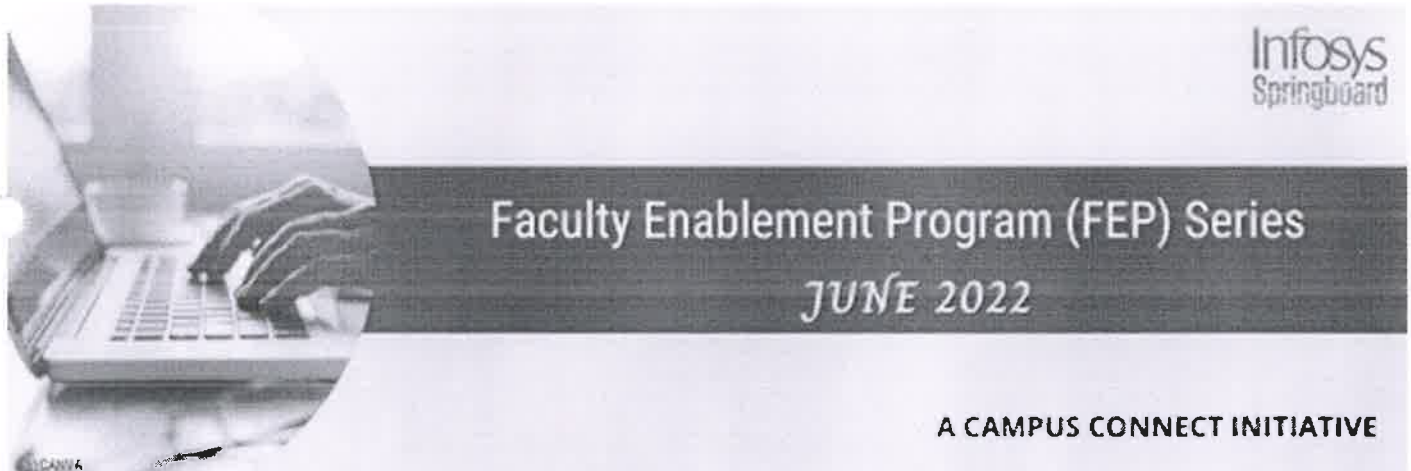 Infosys
Springboard
Faculty Enablement Program (FEP) Series
JUNE 2022
A CAMPUS CONNECT INITIATIVE